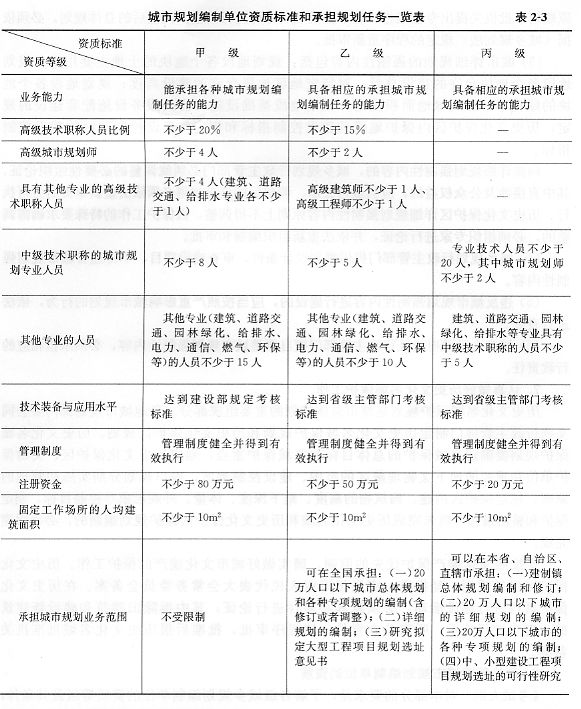 城市规划编制单位资质标准和承担规划任务一览表
表 2-3
资质标准
资质等级
甲 级
乙 级
丙 级
业务能力
能承担各种城市规划编
制任务的能力
具备相应的承担城市规
划编制任务的能力
具备相应的承担城市规
划编制任务的能力
高级技术职称人员比例
不少于 20%
不少于 15%
—
高级城市规划师
不少于 4 人
不少于 2 人
—
具有其他专业的高级技
术职称人员
不少于 4 人(建筑、道路
交通、给排水专业各不少
于 1 人)
高级建筑师不少于 1 人、
高级工程师不少于 1 人
—
中级技术职称的城市规
划专业人员
不少于 8 人
不少于 5 人
专业技术人员不少于
20 人，其中城市规划师
不少于 2 人
其他专业的人员
其他专业(建筑、道路交
通、园林绿化、给排水、
电力、通信、燃气、环保
等)的人员不少于 15 人
其他专业(建筑、道路交
通、园林绿化、给排水、
电力、通信、燃气、环保
等)的人员不少于 10 人
建筑、道路交通、园林
绿化、给排水等专业具有
中级技术职称的人员不少
于 5 人
技术装备与应用水平
达到建设部规定考核
标准
达到省级主管部门考核
标准
达到省级主管部门考核
标准
管理制度
管理制度健全并得到有
效执行
管理制度健全并得到有
效执行
管理制度健全并得到有
效执行
注册资金
不少于 80 万元
不少于 50 万元
不少于 20 万元
固定工作场所的人均建
筑面积
不少于 10m²
不少于 10m²
不少于 10m²
承担城市规划业务范围
不受限制
可在全国承担：(一)20
万人口以下城市总体规划
和各种专项规划的编制(含
修订或者调整)；(二)详细
规划的编制；(三)研究拟
定大型工程项目规划选址
意见书
可以在本省、自治区、
直辖市承担：(一)建制镇
总体规划编制和修订；
(二)20 万人口以下城市
的详细规划的编制；
(三)20万人口以下城市的
各种专项规划的编制；
(四)中、小型建设工程项
目规划选址的可行性研究